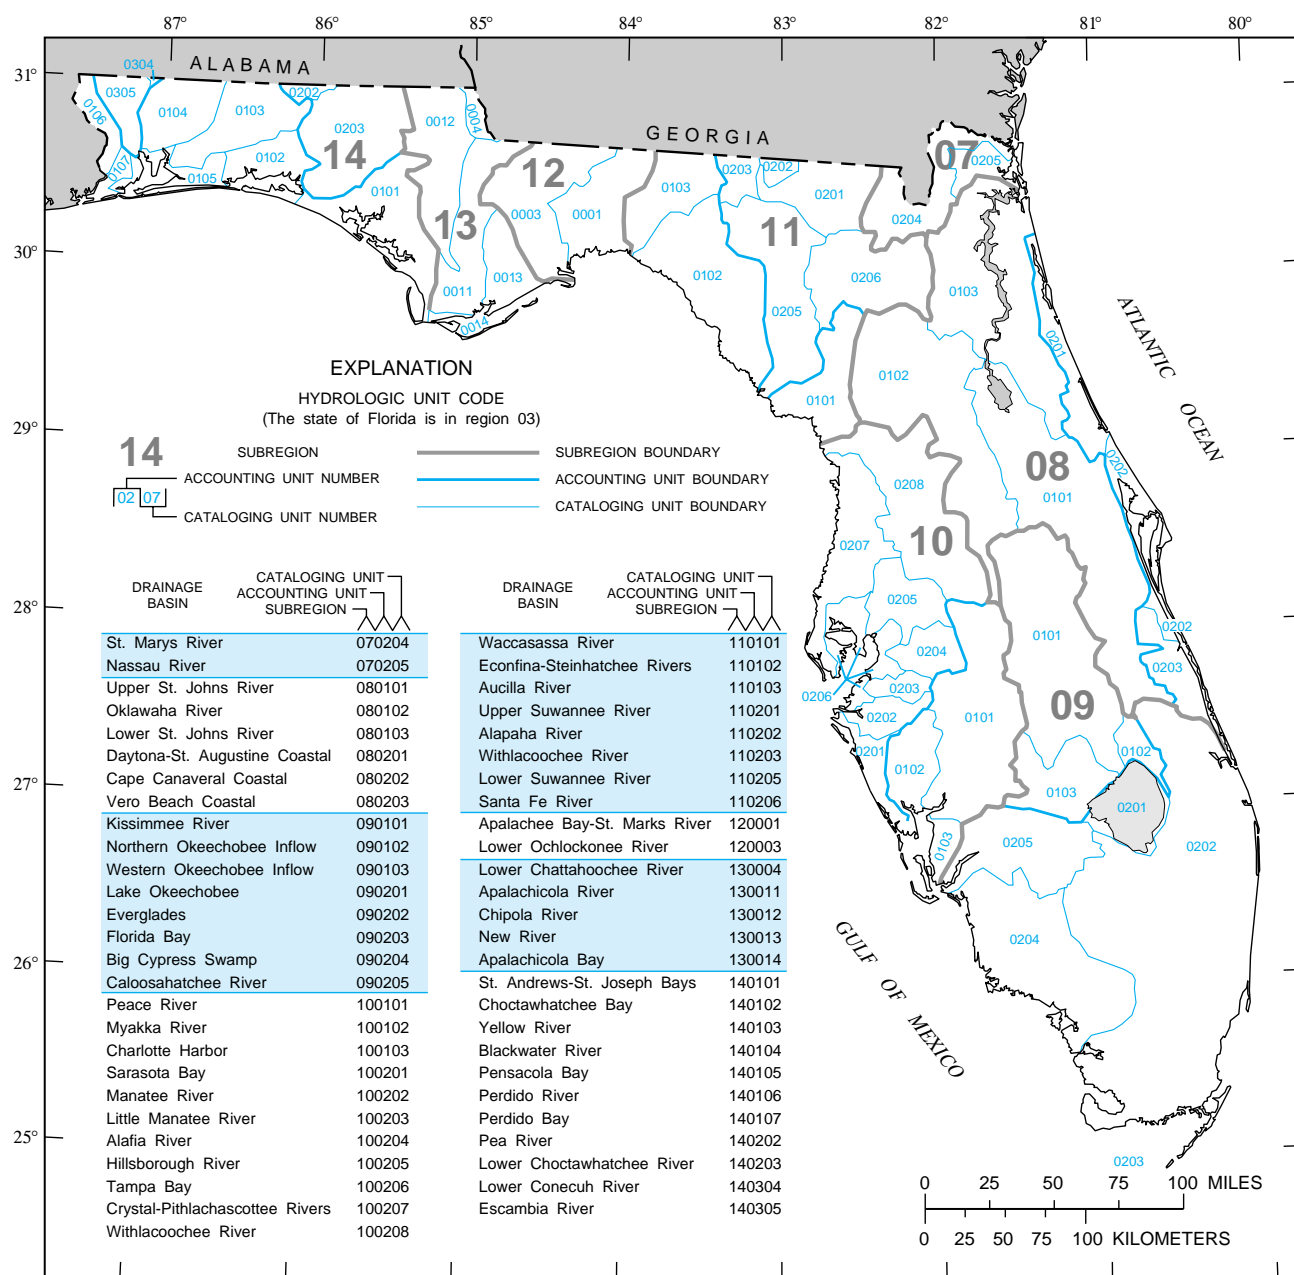 87° 86° 85° 84° 83° 82° 81° 80°
31°
30°
29°
28°
27°
26°
25°
ALABAMA
GEORGIA
ATLANTIC OCEAN
GULF OF MEXICO
0304
0305
0106
0107
0104
0103
0105
0102
0202
0203
14
0101
0012
0004
13
0011
0013
0014
12
0003
0001
0103
0102
0203
0202
0201
11
0205
0206
0101
0204
07
0205
0103
0102
0201
08
0101
0202
0202
0203
0208
10
0207
0205
0204
0203
0206
0202
0201
0102
0101
0103
0101
09
0102
0103
0201
0205
0202
0204
0203
EXPLANATION
HYDROLOGIC UNIT CODE
(The state of Florida is in region 03)
14 SUBREGION
02 07
ACCOUNTING UNIT NUMBER
CATALOGING UNIT NUMBER
SUBREGION BOUNDARY
ACCOUNTING UNIT BOUNDARY
CATALOGING UNIT BOUNDARY
DRAINAGE
BASIN
CATALOGING UNIT
ACCOUNTING UNIT
SUBREGION
St. Marys River 070204
Nassau River 070205
Upper St. Johns River 080101
Oklawaha River 080102
Lower St. Johns River 080103
Daytona-St. Augustine Coastal 080201
Cape Canaveral Coastal 080202
Vero Beach Coastal 080203
Kissimmee River 090101
Northern Okeechobee Inflow 090102
Western Okeechobee Inflow 090103
Lake Okeechobee 090201
Everglades 090202
Florida Bay 090203
Big Cypress Swamp 090204
Caloosahatchee River 090205
Peace River 100101
Myakka River 100102
Charlotte Harbor 100103
Sarasota Bay 100201
Manatee River 100202
Little Manatee River 100203
Alafia River 100204
Hillsborough River 100205
Tampa Bay 100206
Crystal-Pithlachascottee Rivers 100207
Withlacoochee River 100208
DRAINAGE
BASIN
CATALOGING UNIT
ACCOUNTING UNIT
SUBREGION
Waccasassa River 110101
Econfina-Steinhatchee Rivers 110102
Aucilla River 110103
Upper Suwannee River 110201
Alapaha River 110202
Withlacoochee River 110203
Lower Suwannee River 110205
Santa Fe River 110206
Apalachee Bay-St. Marks River 120001
Lower Ochlockonee River 120003
Lower Chattahoochee River 130004
Apalachicola River 130011
Chipola River 130012
New River 130013
Apalachicola Bay 130014
St. Andrews-St. Joseph Bays 140101
Choctawhatchee Bay 140102
Yellow River 140103
Blackwater River 140104
Pensacola Bay 140105
Perdido River 140106
Perdido Bay 140107
Pea River 140202
Lower Choctawhatchee River 140203
Lower Conecuh River 140304
Escambia River 140305
0 25 50 75 100 MILES
0 25 50 75 100 KILOMETERS